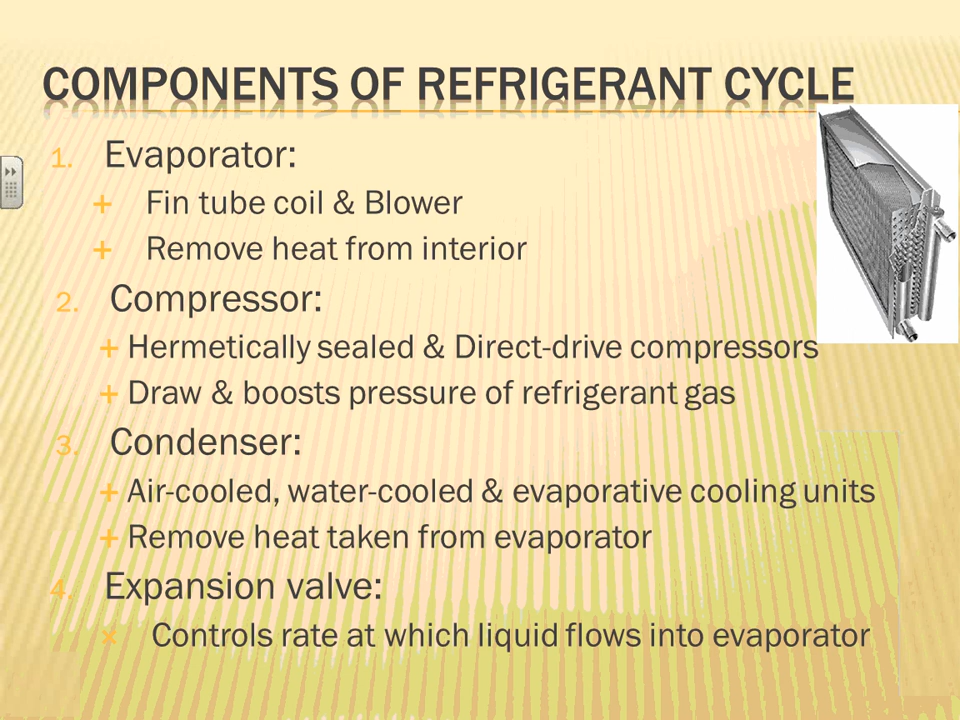 COMPONENTS OF REFRIGERANT CYCLE
1. Evaporator:
+ Fin tube coil & Blower
+ Remove heat from interior
2. Compressor:
+ Hermetically sealed & Direct-drive compressors
+ Draw & boosts pressure of refrigerant gas
3. Condenser:
+ Air-cooled, water-cooled & evaporative cooling units
+ Remove heat taken from evaporator
4. Expansion valve:
× Controls rate at which liquid flows into evaporator